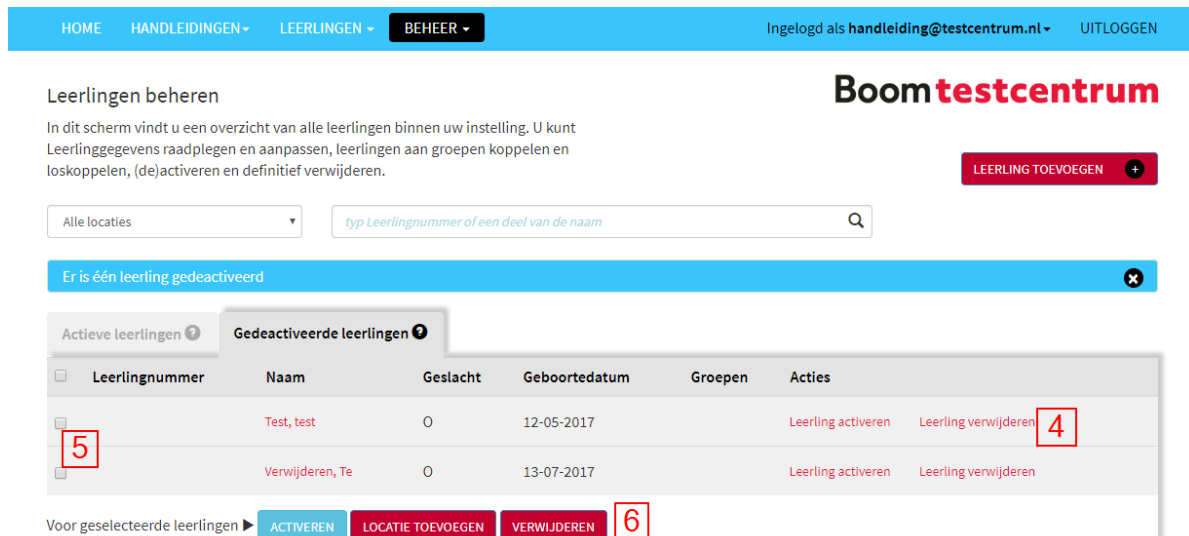 HOME HANDLEIDINGEN LEERLINGEN BEHEER Ingelogd als handleiding@testcentrum.nl UITLOGGEN
Boomtestcentrum
Leerlingen beheren
In dit scherm vindt u een overzicht van alle leerlingen binnen uw instelling. U kunt
Leerlinggegevens raadplegen en aanpassen, leerlingen aan groepen koppelen en
loskoppelen, (de)activeren en definitief verwijderen.
LEERLING TOEVOEGEN +
Alle locaties typ Leerlingnummer of een deel van de naam
Er is één leerling gedeactiveerd
Actieve leerlingen ? Gedeactiveerde leerlingen ?
Leerlingnummer Naam Geslacht Geboortedatum Groepen Acties
Test, test O 12-05-2017 Leerling activeren Leerling verwijderen 4
5
Verwijderen, Te O 13-07-2017 Leerling activeren Leerling verwijderen
Voor geselecteerde leerlingen ACTIVEREN LOCATIE TOEVOEGEN VERWIJDEREN 6